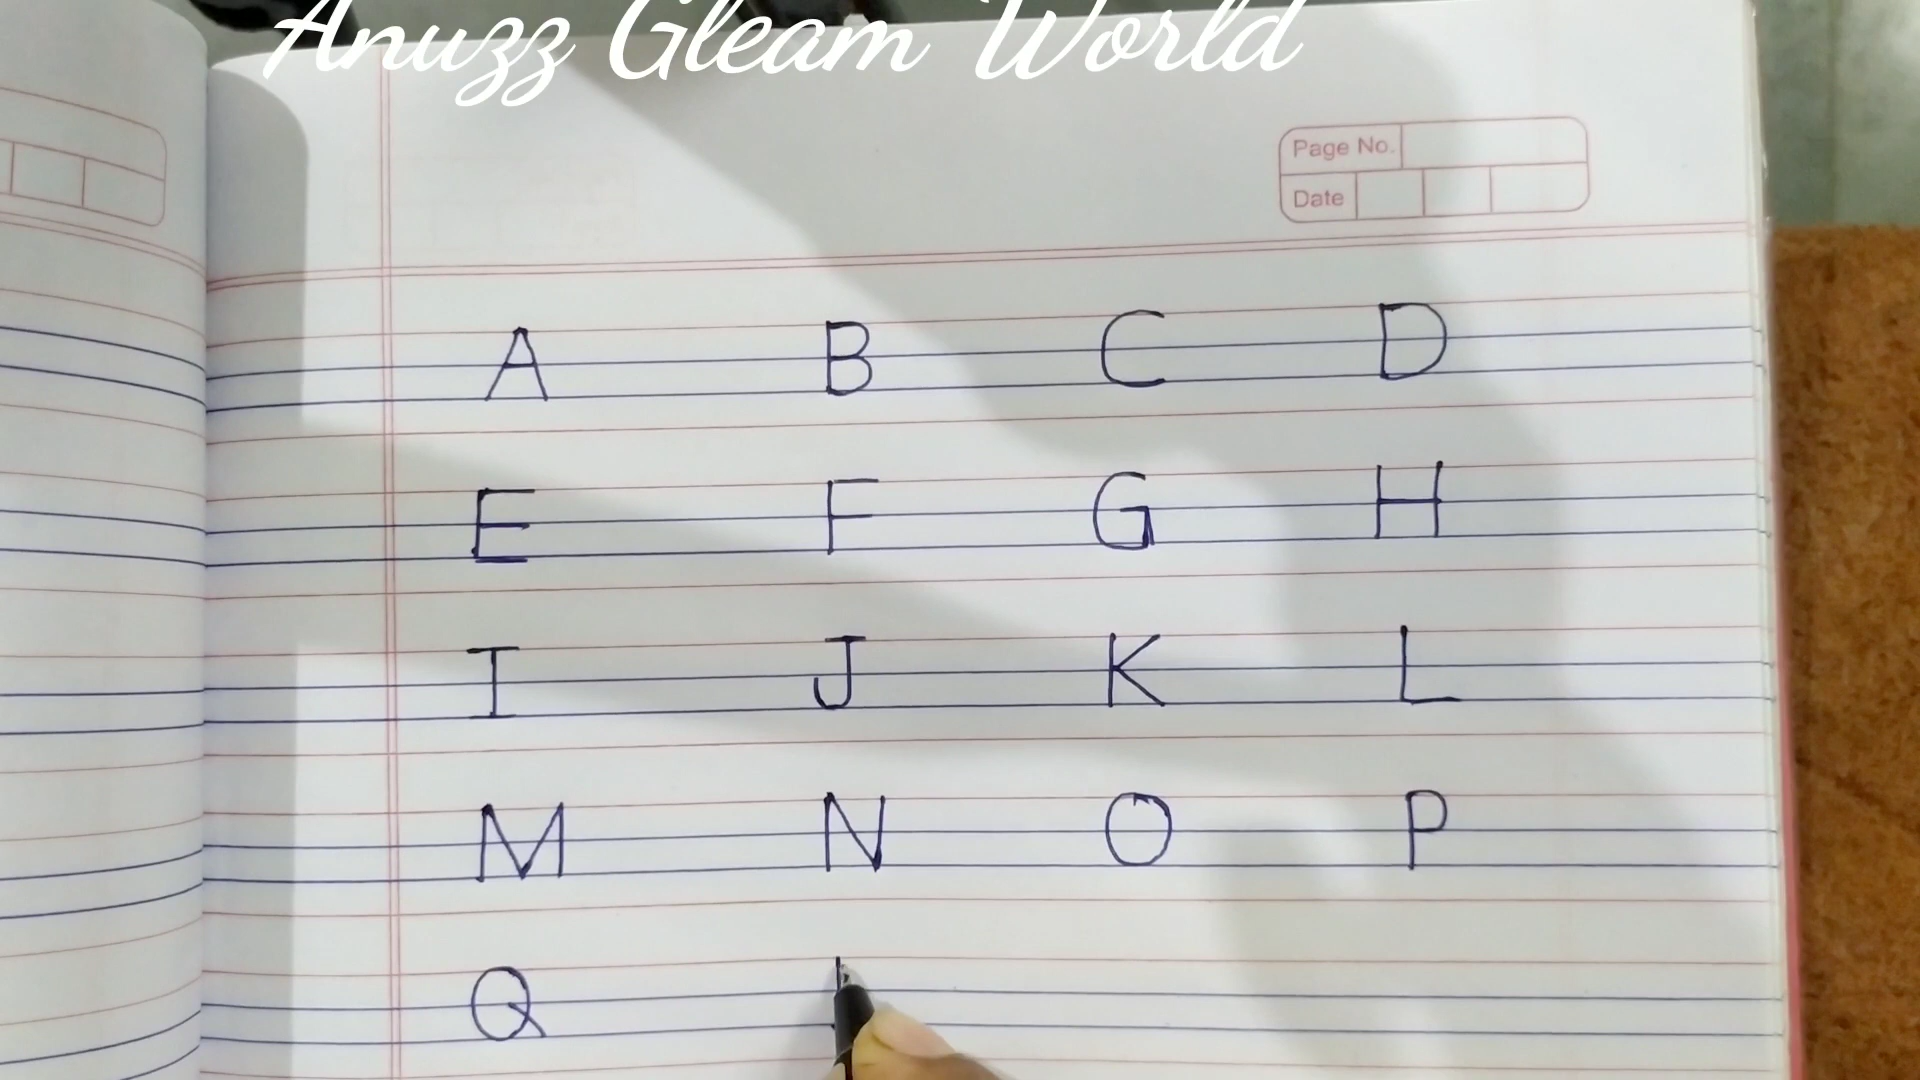 Anuzz Gleam World
Page No.
Date
A B C D
E F G H
I J K L
M N O P
Q